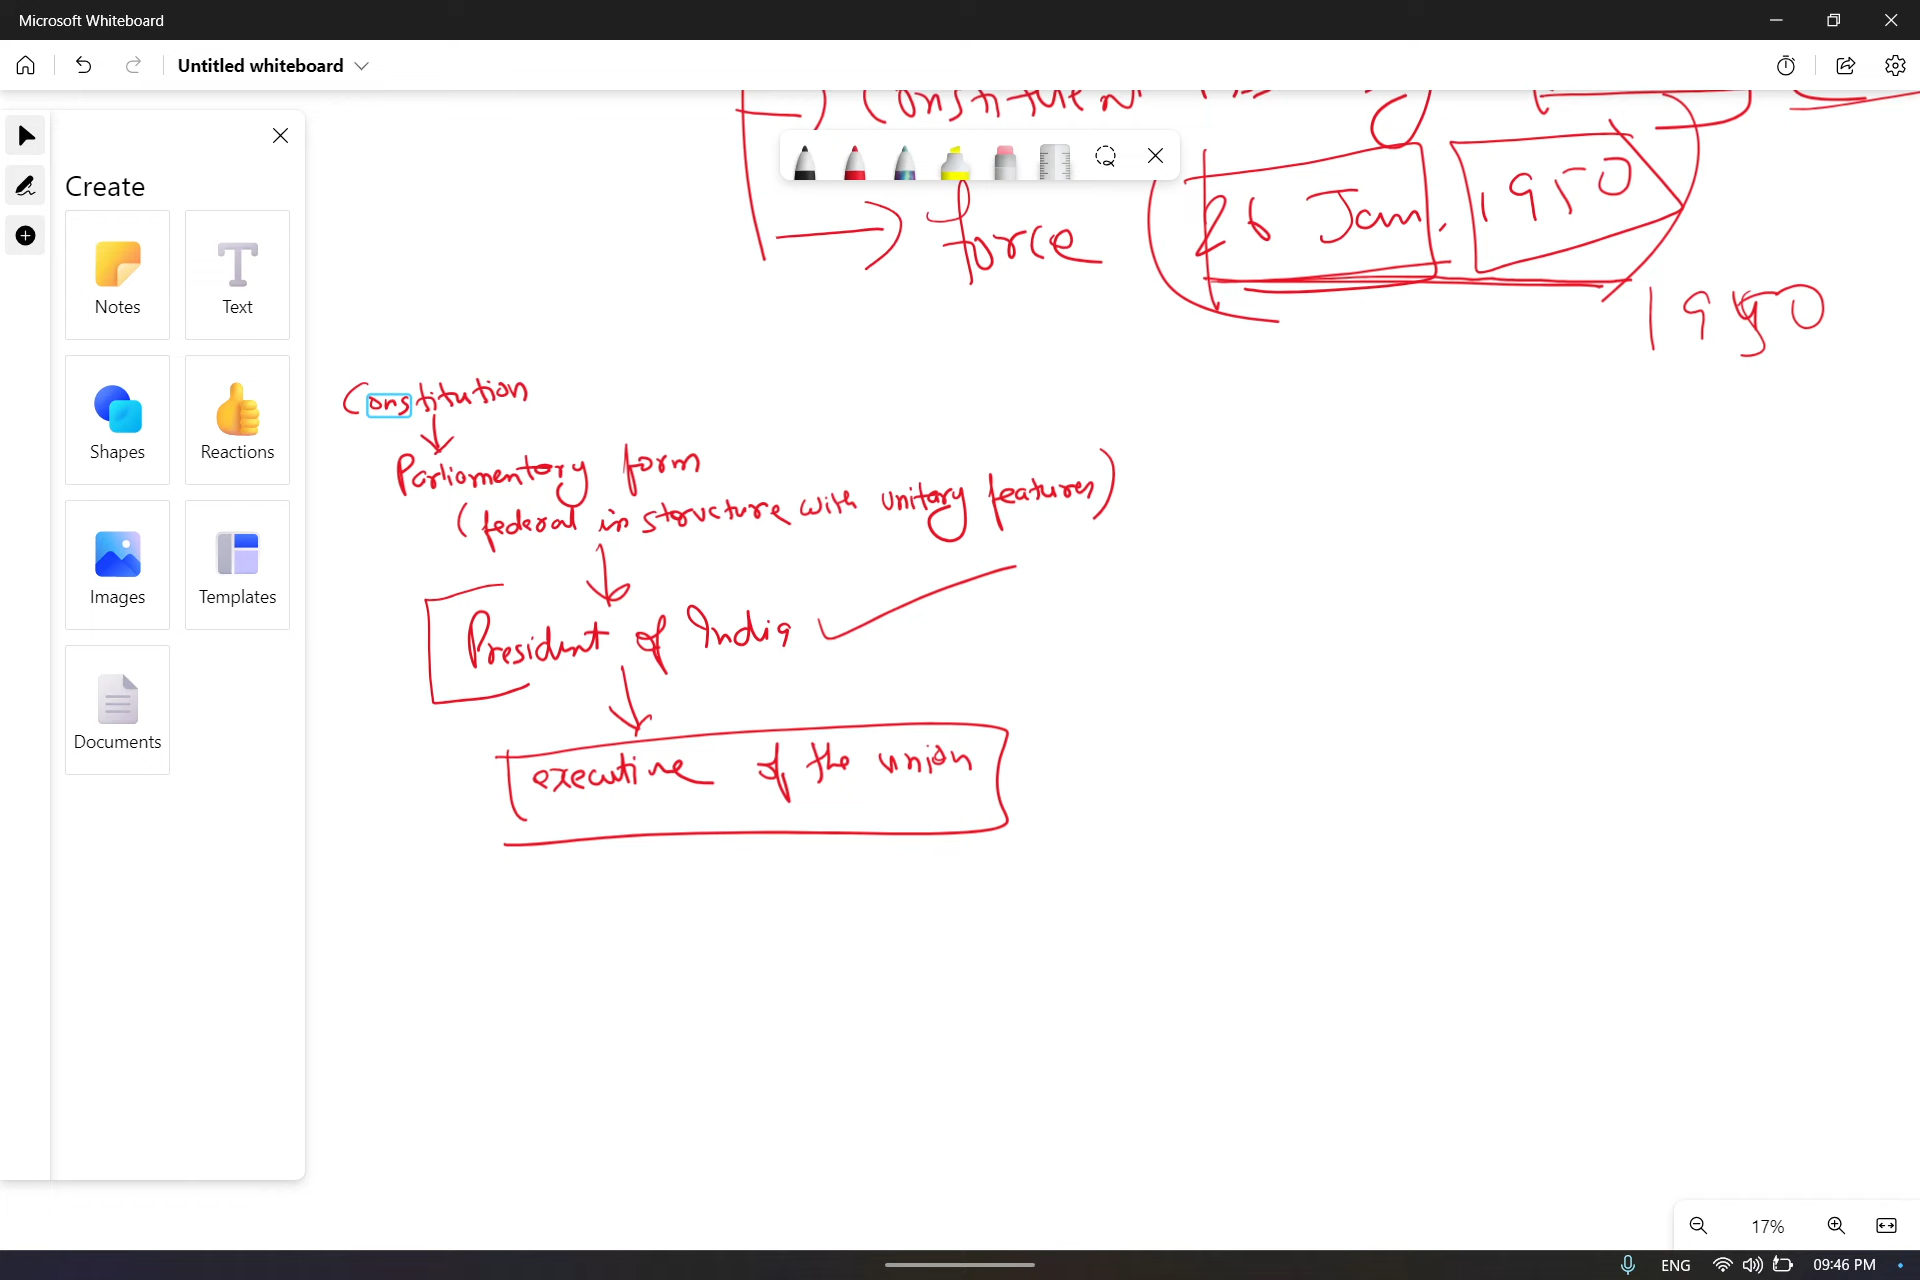 Microsoft Whiteboard
Untitled whiteboard
Create
Notes
Text
Shapes
Reactions
Images
Templates
Documents
force 26 Jan. 1950
1950
Constitution
Parliamentary form
(federal in structure with unitary features)
President of India
executive of the union
17%
ENG
09:46 PM